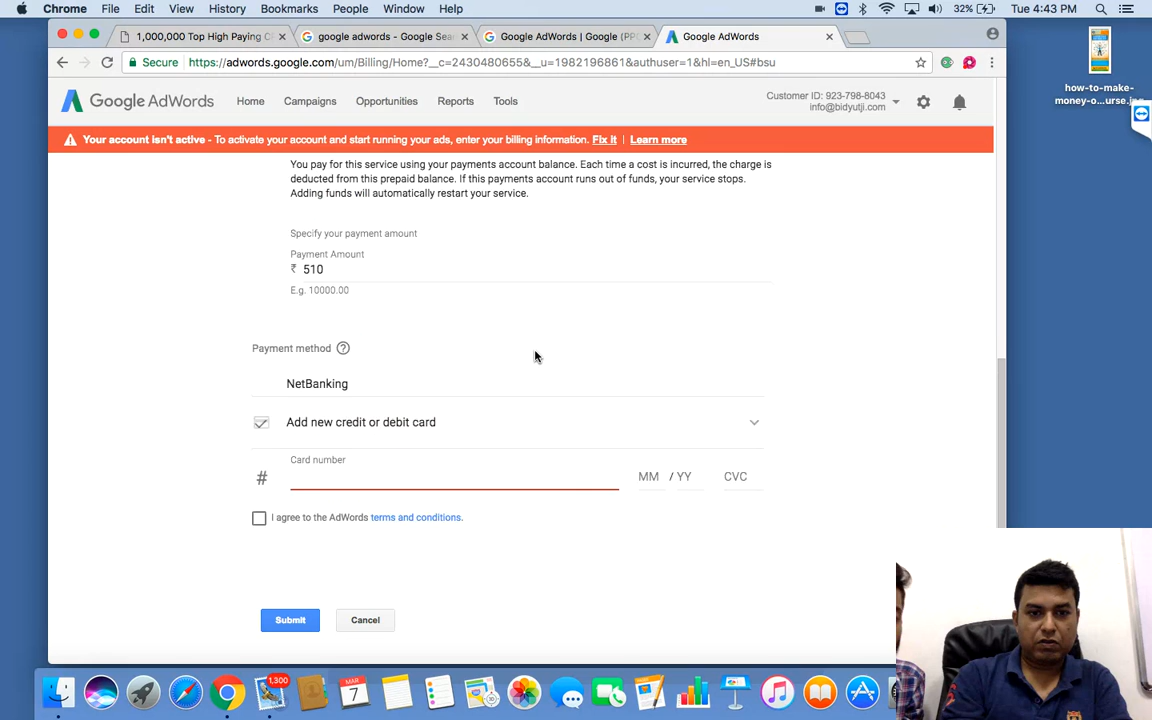 Chrome File Edit View History Bookmarks People Window Help 32% Tue 4:43 PM
1,000,000 Top High Paying C google adwords - Google Sea Google AdWords | Google (PP Google AdWords
Secure https://adwords.google.com/um/Billing/Home?__c=2430480655&__u=1982196861&authuser=1&hl=en_US#bsu
how-to-make-
money-o...urse.
Google AdWords Home Campaigns Opportunities Reports Tools
Customer ID: 923-798-8043
info@bidyutji.com
Your account isn't active - To activate your account and start running your ads, enter your billing information. Fix it | Learn more
You pay for this service using your payments account balance. Each time a cost is incurred, the charge is
deducted from this prepaid balance. If this payments account runs out of funds, your service stops.
Adding funds will automatically restart your service.
Specify your payment amount
Payment Amount
₹ 510
E.g. 10000.00
Payment method ?
NetBanking
Add new credit or debit card
Card number
# MM / YY CVC
I agree to the AdWords terms and conditions.
Submit Cancel
1,300
MAR
7